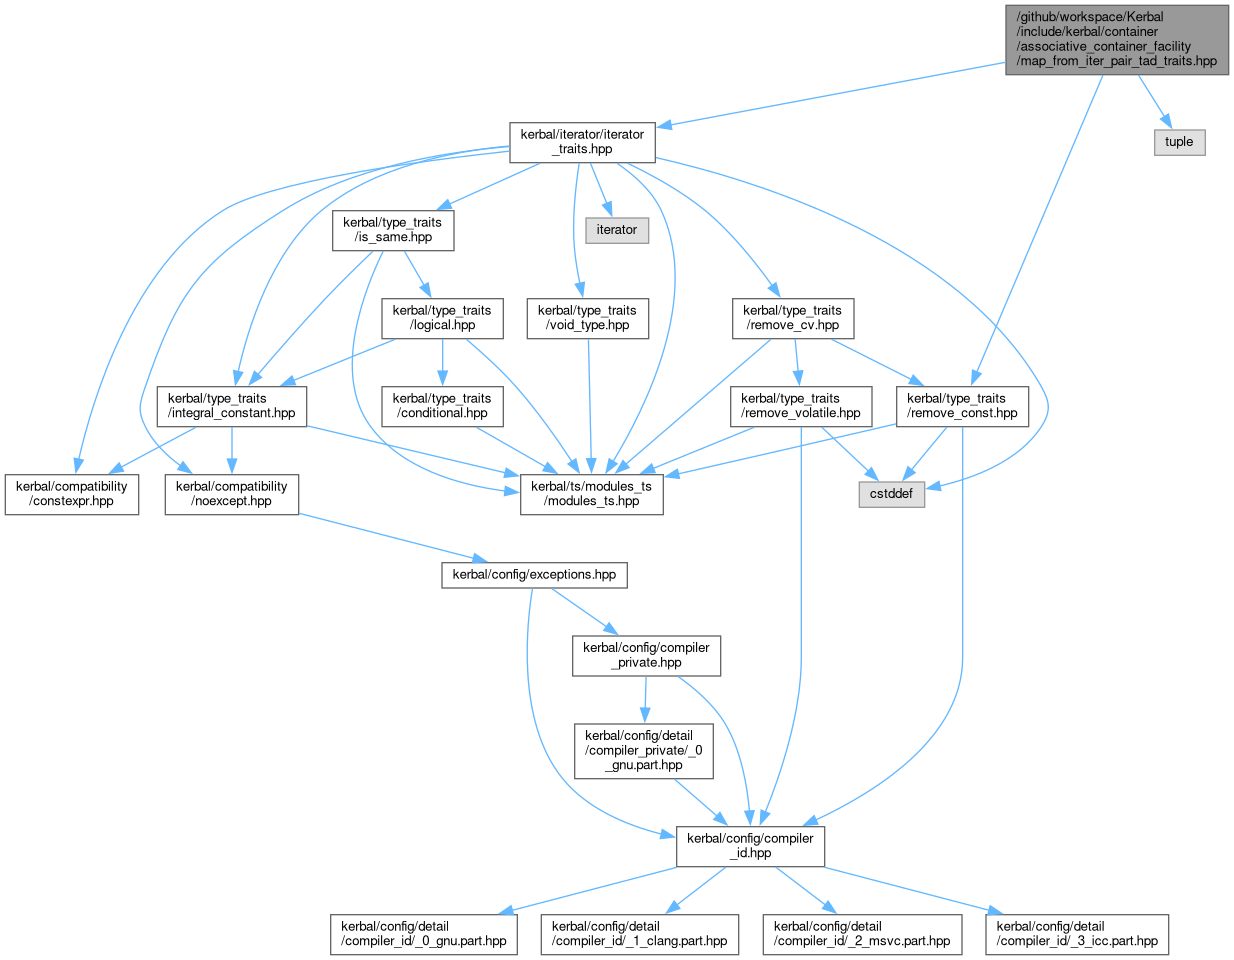 /github/workspace/Kerbal
/include/kerbal/container
/associative_container_facility
/map_from_iter_pair_tad_traits.hpp
kerbal/iterator/iterator
_traits.hpp
tuple
kerbal/type_traits
/is_same.hpp
iterator
kerbal/type_traits
/logical.hpp
kerbal/type_traits
/void_type.hpp
kerbal/type_traits
/remove_cv.hpp
kerbal/type_traits
/integral_constant.hpp
kerbal/type_traits
/conditional.hpp
kerbal/type_traits
/remove_volatile.hpp
kerbal/type_traits
/remove_const.hpp
kerbal/compatibility
/constexpr.hpp
kerbal/compatibility
/noexcept.hpp
kerbal/ts/modules_ts
/modules_ts.hpp
cstddef
kerbal/config/exceptions.hpp
kerbal/config/compiler
_private.hpp
kerbal/config/detail
/compiler_private/_0
_gnu.part.hpp
kerbal/config/compiler
_id.hpp
kerbal/config/detail
/compiler_id/_0_gnu.part.hpp
kerbal/config/detail
/compiler_id/_1_clang.part.hpp
kerbal/config/detail
/compiler_id/_2_msvc.part.hpp
kerbal/config/detail
/compiler_id/_3_icc.part.hpp